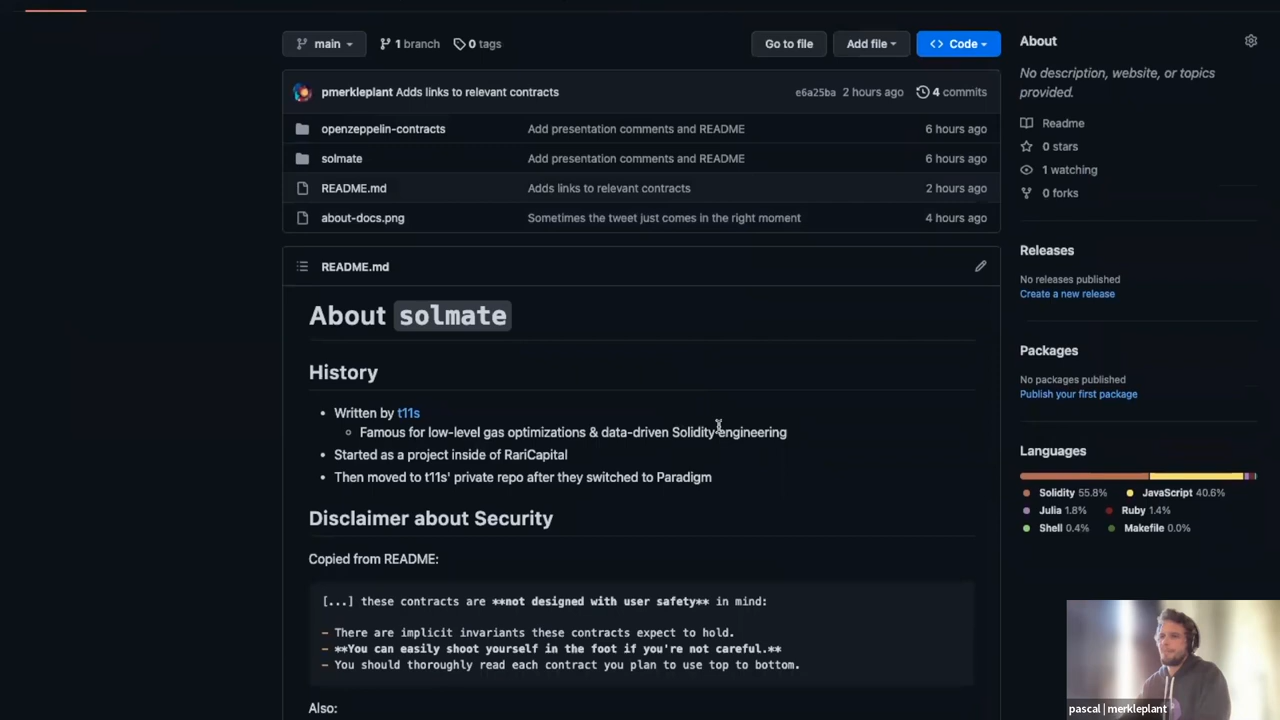 main
1 branch
0 tags
Go to file
Add file
Code
pmerkleplant Adds links to relevant contracts
e6a25ba 2 hours ago
4 commits
openzeppelin-contracts
Add presentation comments and README
6 hours ago
solmate
Add presentation comments and README
6 hours ago
README.md
Adds links to relevant contracts
2 hours ago
about-docs.png
Sometimes the tweet just comes in the right moment
4 hours ago
README.md
About solmate
History
• Written by t11s
◦ Famous for low-level gas optimizations & data-driven Solidity engineering
• Started as a project inside of RariCapital
• Then moved to t11s' private repo after they switched to Paradigm
Disclaimer about Security
Copied from README:
[...] these contracts are **not designed with user safety** in mind:
- There are implicit invariants these contracts expect to hold.
- **You can easily shoot yourself in the foot if you're not careful.**
- You should thoroughly read each contract you plan to use top to bottom.
Also:
About
No description, website, or topics
provided.
Readme
0 stars
1 watching
0 forks
Releases
No releases published
Create a new release
Packages
No packages published
Publish your first package
Languages
Solidity 55.8%
JavaScript 40.6%
Julia 1.8%
Ruby 1.4%
Shell 0.4%
Makefile 0.0%
pascal | merkleplant